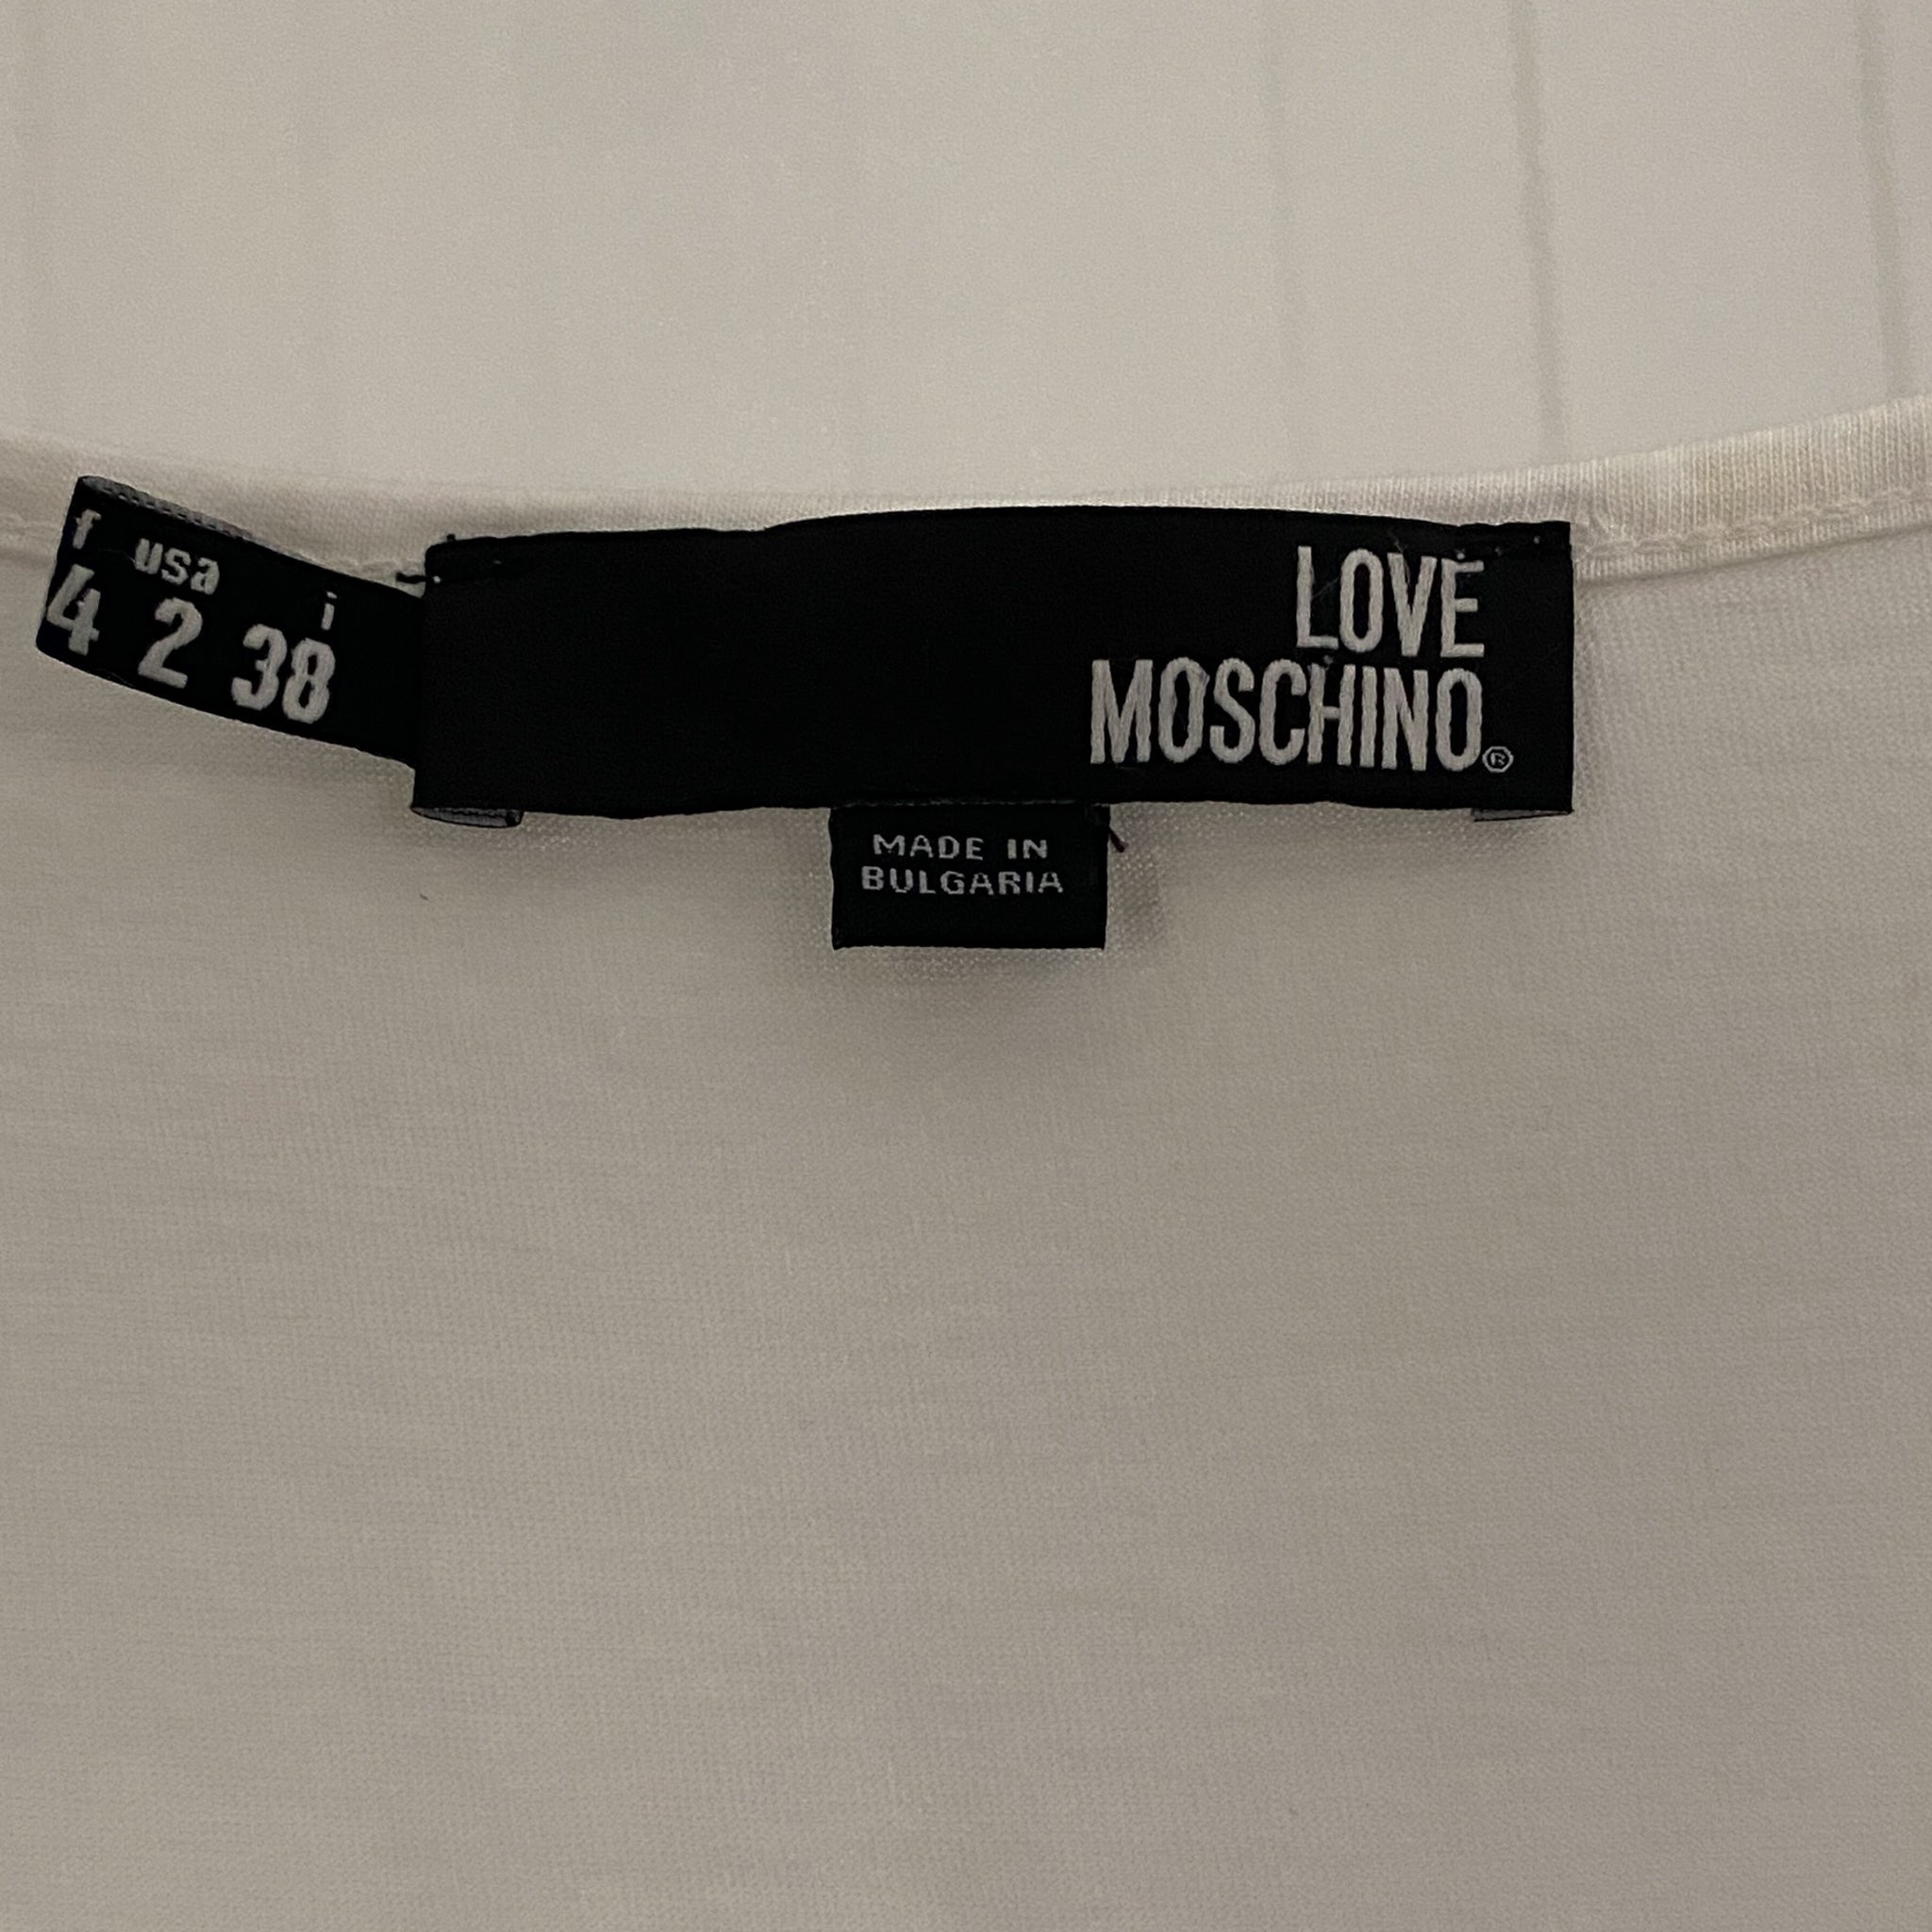 f usa i
4 2 38
LOVE
MOSCHINO®
MADE IN
BULGARIA